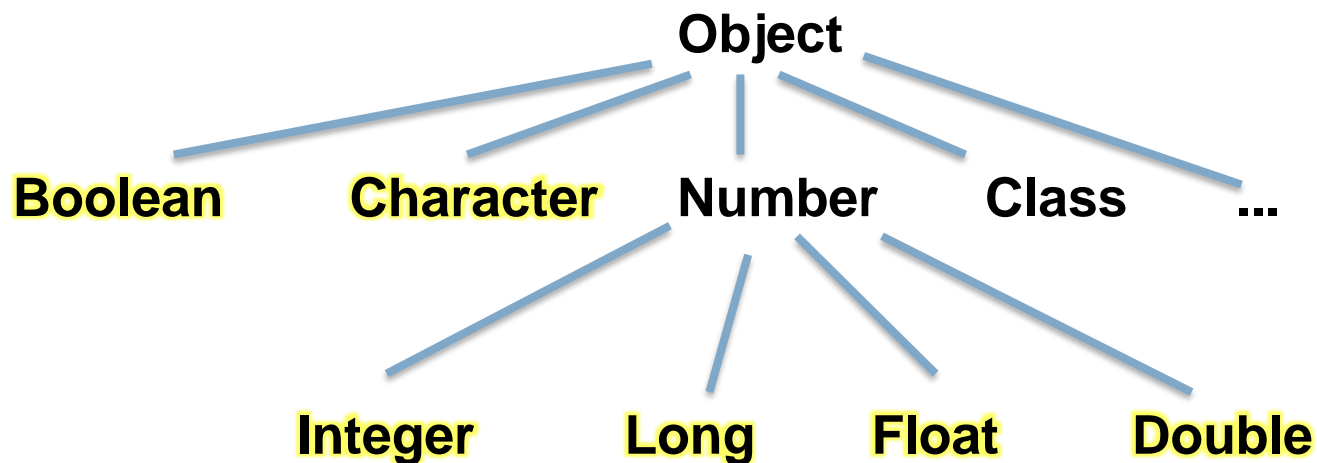 Object
Boolean Character Number Class ...
Integer Long Float Double